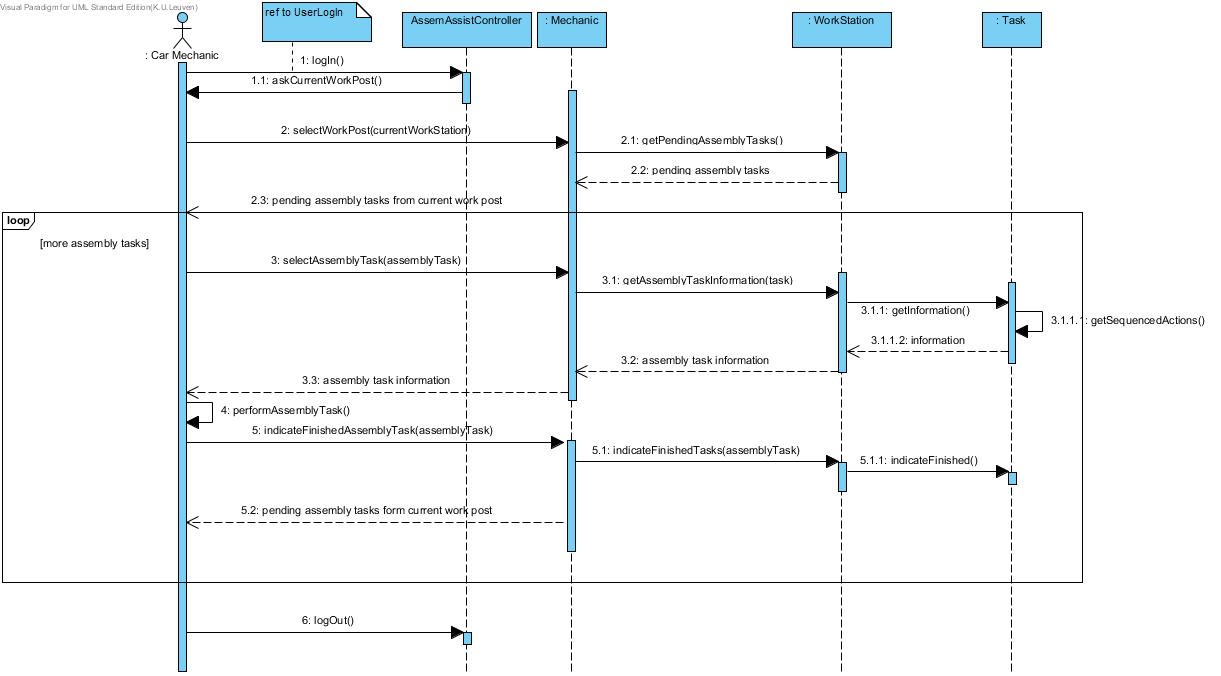 Visual Paradigm for UML Standard Edition(K.U.Leuven)
ref to UserLogIn
AssemAssistController
: Mechanic
: WorkStation
: Task
: Car Mechanic
1: logIn()
1.1: askCurrentWorkPost()
2: selectWorkPost(currentWorkStation)
2.1: getPendingAssemblyTasks()
2.2: pending assembly tasks
2.3: pending assembly tasks from current work post
loop
[more assembly tasks]
3: selectAssemblyTask(assemblyTask)
3.1: getAssemblyTaskInformation(task)
3.1.1: getInformation()
3.1.1.1: getSequencedActions()
3.1.1.2: information
3.2: assembly task information
3.3: assembly task information
4: performAssemblyTask()
5: indicateFinishedAssemblyTask(assemblyTask)
5.1: indicateFinishedTasks(assemblyTask)
5.1.1: indicateFinished()
5.2: pending assembly tasks form current work post
6: logOut()